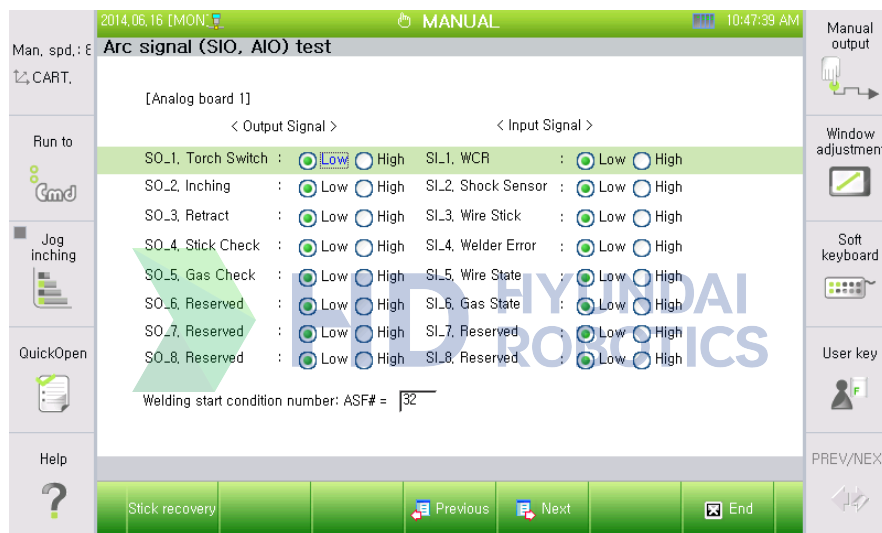 2014,06,16 [MON] MANUAL 10:47:39 AM
Arc signal (SIO, AIO) test
Man, spd,: 8
CART,
Run to
Cmd
Jog
inching
QuickOpen
Help
[Analog board 1]
< Output Signal > < Input Signal >
SO_1, Torch Switch : Low High SI_1, WCR : Low High
SO_2, Inching : Low High SI_2, Shock Sensor : Low High
SO_3, Retract : Low High SI_3, Wire Stick : Low High
SO_4, Stick Check : Low High SI_4, Welder Error : Low High
SO_5, Gas Check : Low High SI_5, Wire State : Low High
SO_6, Reserved : Low High SI_6, Gas State : Low High
SO_7, Reserved : Low High SI_7, Reserved : Low High
SO_8, Reserved : Low High SI_8, Reserved : Low High
HD HYUNDAI
ROBOTICS
Welding start condition number: ASF# = 32
Stick recovery Previous Next End
Manual
output
Window
adjustmen
Soft
keyboard
User key
F
PREV/NEX